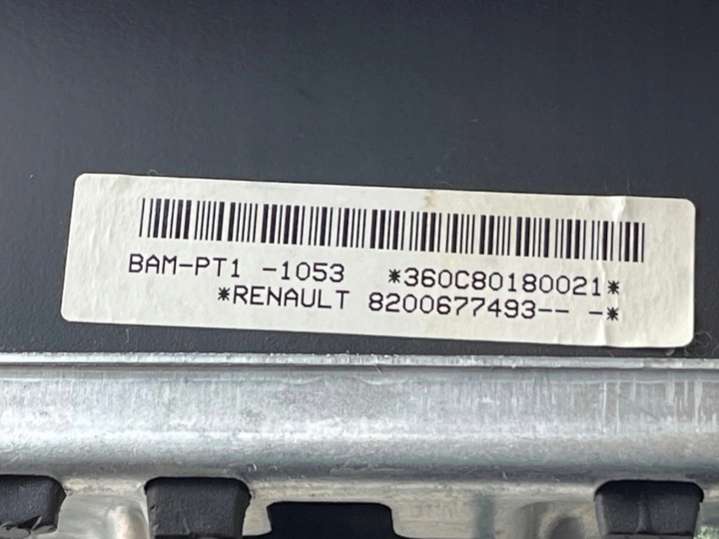 BAM-PT1 -1053 *360C80180021*
*RENAULT 8200677493-- -*